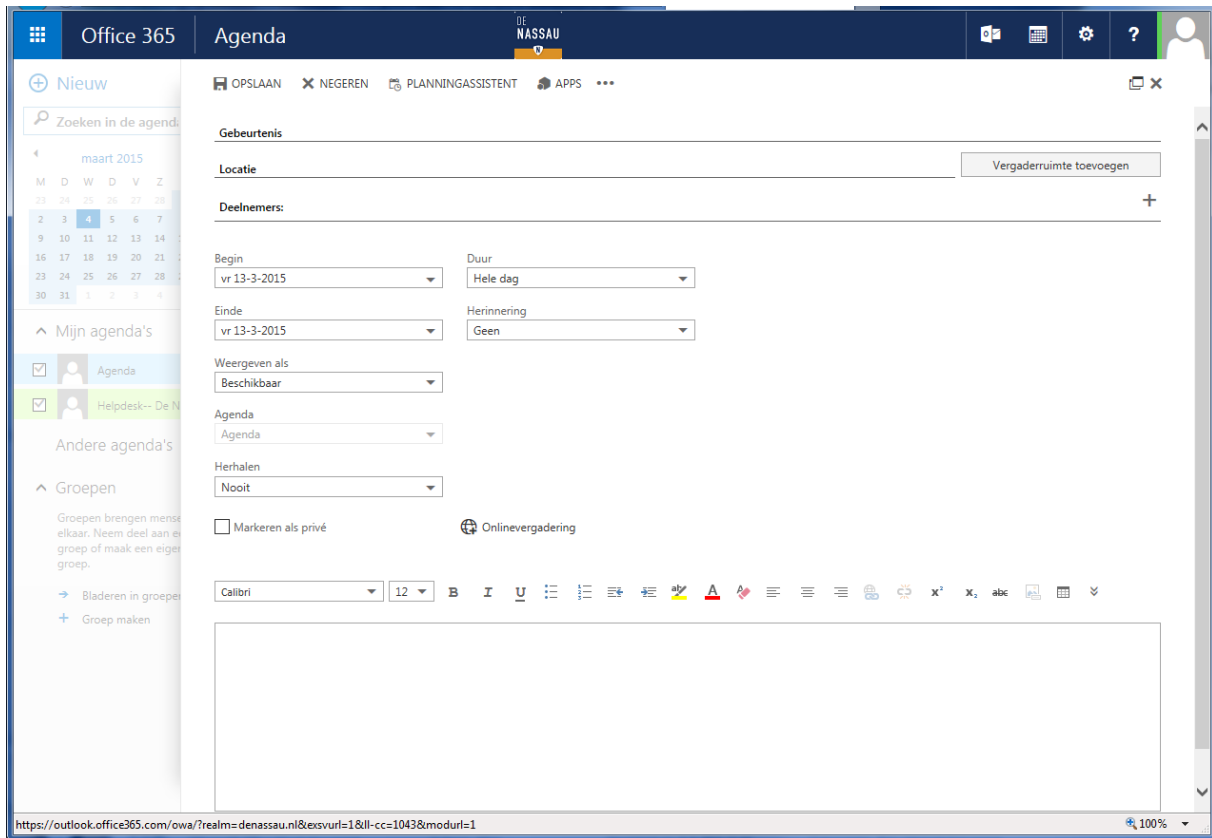 Office 365
Agenda
DE
NASSAU
N
?
Nieuw
OPSLAAN
NEGEREN
PLANNINGASSISTENT
APPS
•••
Zoeken in de agenda
maart 2015
M D W D V Z
23 24 25 26 27 28
2 3 4 5 6 7
9 10 11 12 13 14
16 17 18 19 20 21
23 24 25 26 27 28
30 31 1 2 3 4
Mijn agenda's
Agenda
Helpdesk-- De N
Andere agenda's
Groepen
Groepen brengen mense
elkaar. Neem deel aan e
groep of maak een eigen
groep.
Bladeren in groepen
Groep maken
Gebeurtenis
Locatie
Vergaderruimte toevoegen
Deelnemers:
Begin
vr 13-3-2015
Duur
Hele dag
Einde
vr 13-3-2015
Herinnering
Geen
Weergeven als
Beschikbaar
Agenda
Agenda
Herhalen
Nooit
Markeren als privé
Onlinevergadering
Calibri
12
B I U
aby
A
x²
x₂
abc
https://outlook.office365.com/owa/?realm=denassau.nl&exsvurl=1&ll-cc=1043&modurl=1
100%